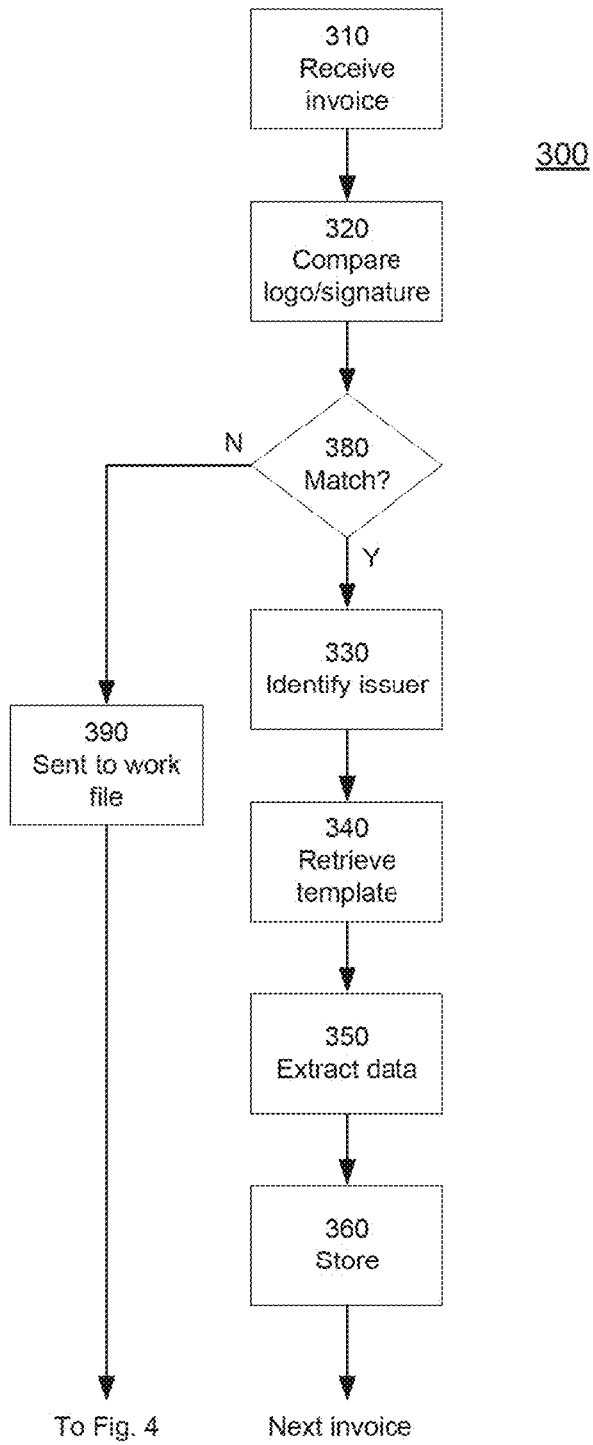 310
Receive
invoice
300
320
Compare
logo/signature
N
380
Match?
Y
330
Identify issuer
390
Sent to work
file
340
Retrieve
template
350
Extract data
360
Store
To Fig. 4
Next invoice